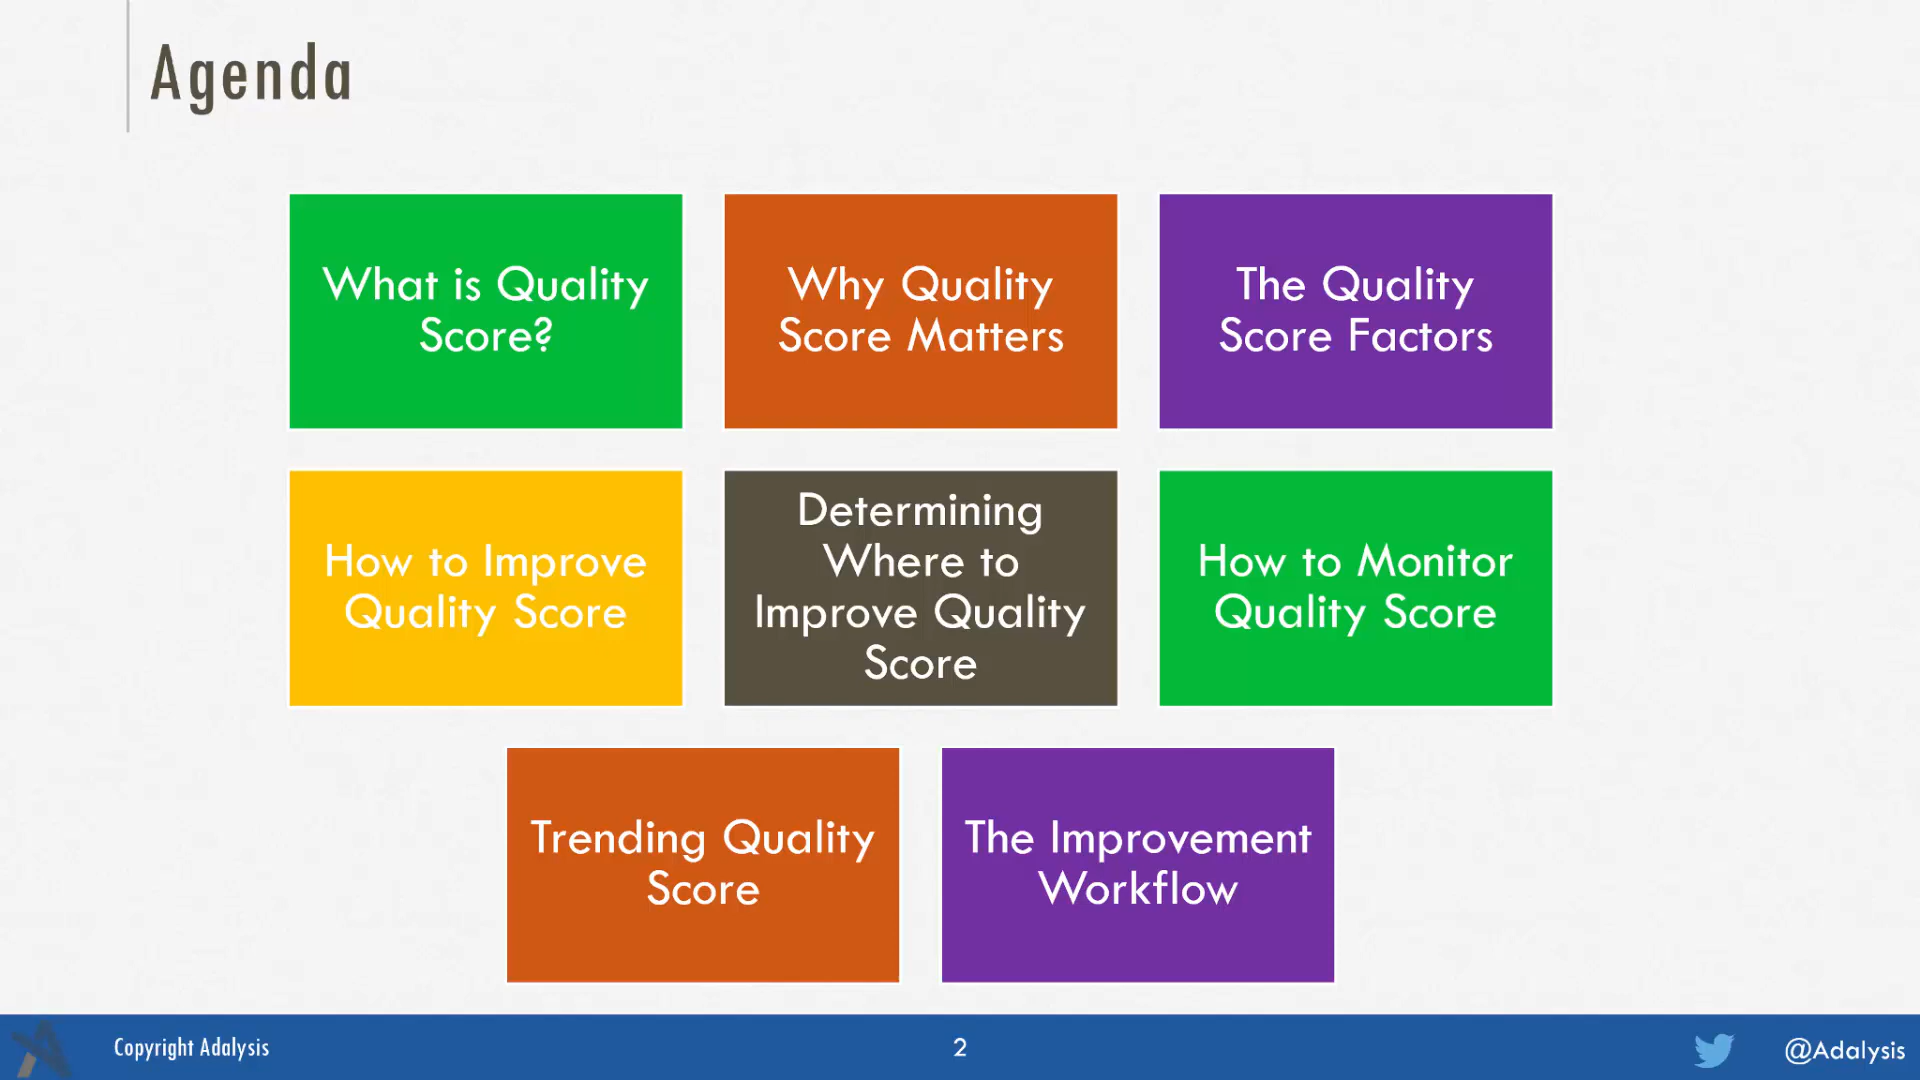 Agenda
What is Quality
Score?
Why Quality
Score Matters
The Quality
Score Factors
How to Improve
Quality Score
Determining
Where to
Improve Quality
Score
How to Monitor
Quality Score
Trending Quality
Score
The Improvement
Workflow
Copyright Adalysis
2
@Adalysis